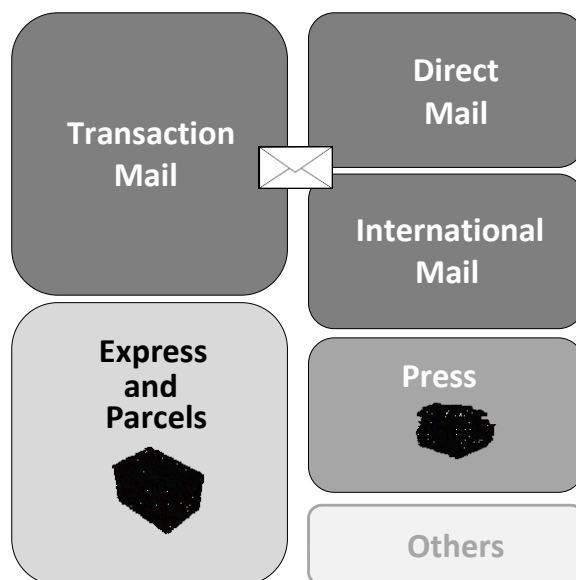 Transaction
Mail
Direct
Mail
International
Mail
Express
and
Parcels
Press
Others